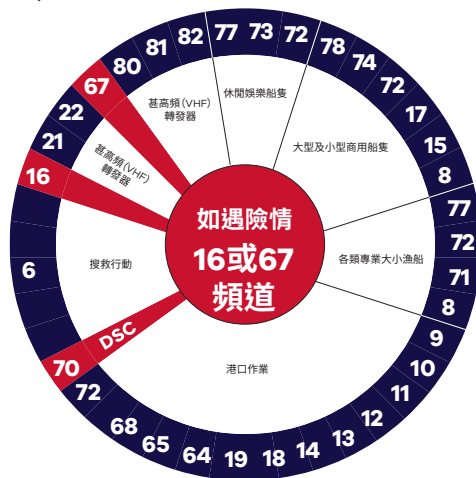 如遇險情
16或67
頻道
77
73
72
休閒娛樂船隻
78
74
72
17
15
8
大型及小型商用船隻
77
72
71
8
各類專業大小漁船
9
10
11
12
13
14
18
19
64
65
68
72
港口作業
70
DSC
6
搜救行動
16
21
22
甚高頻(VHF)
轉發器
67
80
81
82
甚高頻(VHF)
轉發器